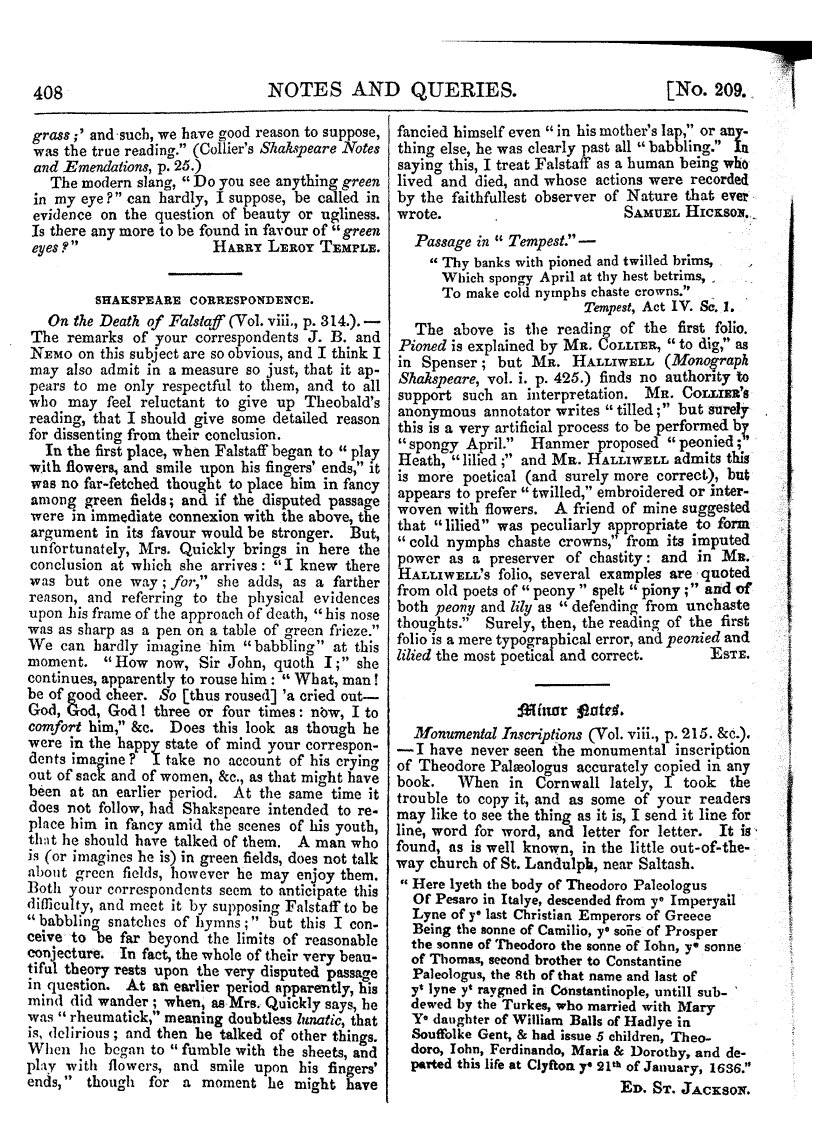 408
NOTES AND QUERIES.
[No. 209.
grass;' and such, we have good reason to suppose,
was the true reading." (Collier's Shakspeare Notes
and Emendations, p. 25.)
The modern slang, "Do you see anything green
in my eye?" can hardly, I suppose, be called in
evidence on the question of beauty or ugliness.
Is there any more to be found in favour of "green
eyes?" HARRY LEROY TEMPLE.
SHAKSPEARE CORRESPONDENCE.
On the Death of Falstaff (Vol. viii., p. 314.).—
The remarks of your correspondents J. B. and
NEMO on this subject are so obvious, and I think I
may also admit in a measure so just, that it ap-
pears to me only respectful to them, and to all
who may feel reluctant to give up Theobald's
reading, that I should give some detailed reason
for dissenting from their conclusion.
In the first place, when Falstaff began to "play
with flowers, and smile upon his fingers' ends," it
was no far-fetched thought to place him in fancy
among green fields; and if the disputed passage
were in immediate connexion with the above, the
argument in its favour would be stronger. But,
unfortunately, Mrs. Quickly brings in here the
conclusion at which she arrives: "I knew there
was but one way; for," she adds, as a farther
reason, and referring to the physical evidences
upon his frame of the approach of death, "his nose
was as sharp as a pen on a table of green frieze."
We can hardly imagine him "babbling" at this
moment. "How now, Sir John, quoth I;" she
continues, apparently to rouse him: "What, man!
be of good cheer. So [thus roused] 'a cried out—
God, God, God! three or four times: now, I to
comfort him," &c. Does this look as though he
were in the happy state of mind your correspon-
dents imagine? I take no account of his crying
out of sack and of women, &c., as that might have
been at an earlier period. At the same time it
does not follow, had Shakspeare intended to re-
place him in fancy amid the scenes of his youth,
that he should have talked of them. A man who
is (or imagines he is) in green fields, does not talk
about green fields, however he may enjoy them.
Both your correspondents seem to anticipate this
difficulty, and meet it by supposing Falstaff to be
"babbling snatches of hymns;" but this I con-
ceive to be far beyond the limits of reasonable
conjecture. In fact, the whole of their very beau-
tiful theory rests upon the very disputed passage
in question. At an earlier period apparently, his
mind did wander; when, as Mrs. Quickly says, he
was "rheumatick," meaning doubtless lunatic, that
is, delirious; and then he talked of other things.
When he began to "fumble with the sheets, and
play with flowers, and smile upon his fingers'
ends," though for a moment he might have
fancied himself even "in his mother's lap," or any-
thing else, he was clearly past all "babbling." In
saying this, I treat Falstaff as a human being who
lived and died, and whose actions were recorded
by the faithfullest observer of Nature that ever
wrote. SAMUEL HICKSON.
Passage in "Tempest."—
"Thy banks with pioned and twilled brims,
Which spongy April at thy hest betrims,
To make cold nymphs chaste crowns."
Tempest, Act IV. Sc. 1.
The above is the reading of the first folio.
Pioned is explained by MR. COLLIER, "to dig," as
in Spenser; but MR. HALLIWELL (Monograph
Shakspeare, vol. i. p. 425.) finds no authority to
support such an interpretation. MR. COLLIER'S
anonymous annotator writes "tilled;" but surely
this is a very artificial process to be performed by
"spongy April." Hanmer proposed "peonied;"
Heath, "lilied;" and MR. HALLIWELL admits this
is more poetical (and surely more correct), but
appears to prefer "twilled," embroidered or inter-
woven with flowers. A friend of mine suggested
that "lilied" was peculiarly appropriate to form
"cold nymphs chaste crowns," from its imputed
power as a preserver of chastity: and in MR.
HALLIWELL'S folio, several examples are quoted
from old poets of "peony" spelt "piony;" and of
both peony and lily as "defending from unchaste
thoughts." Surely, then, the reading of the first
folio is a mere typographical error, and peonied and
lilied the most poetical and correct. ESTE.
Minor Notes.
Monumental Inscriptions (Vol. viii., p. 215. &c.).
—I have never seen the monumental inscription
of Theodore Palæologus accurately copied in any
book. When in Cornwall lately, I took the
trouble to copy it, and as some of your readers
may like to see the thing as it is, I send it line for
line, word for word, and letter for letter. It is
found, as is well known, in the little out-of-the-
way church of St. Landulph, near Saltash.
"Here lyeth the body of Theodoro Paleologus
Of Pesaro in Italye, descended from yᵉ Imperyail
Lyne of yᵉ last Christian Emperors of Greece
Being the sonne of Camilio, yᵉ soñe of Prosper
the sonne of Theodoro the sonne of Iohn, yᵉ sonne
of Thomas, second brother to Constantine
Paleologus, the 8th of that name and last of
yᵗ lyne yᵗ raygned in Constantinople, untill sub-
dewed by the Turkes, who married with Mary
Yᵉ daughter of William Balls of Hadlye in
Souffolke Gent, & had issue 5 children, Theo-
doro, Iohn, Ferdinando, Maria & Dorothy, and de-
parted this life at Clyfton yᵉ 21ᵗʰ of January, 1636."
ED. ST. JACKSON.